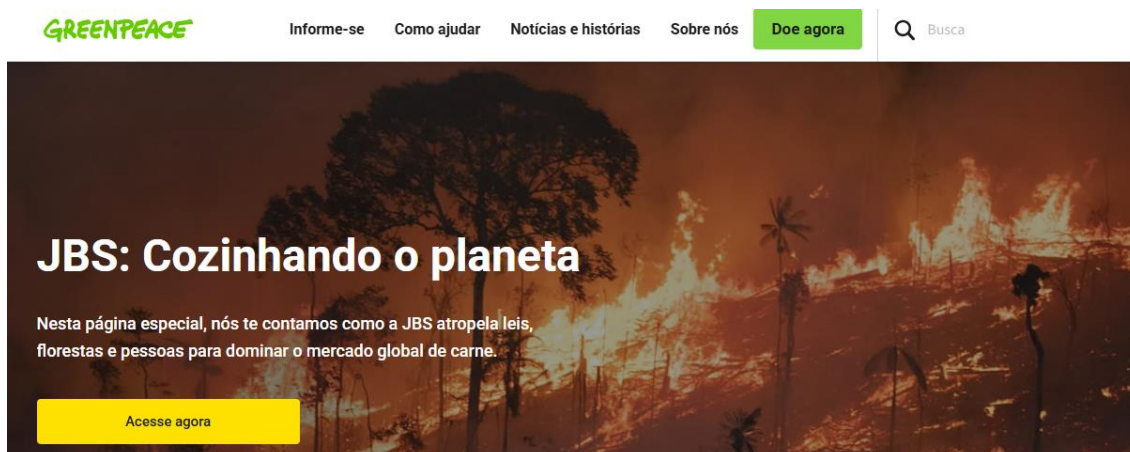 GREENPEACE
Informe-se
Como ajudar
Notícias e histórias
Sobre nós
Doe agora
Busca
JBS: Cozinhando o planeta
Nesta página especial, nós te contamos como a JBS atropela leis,
florestas e pessoas para dominar o mercado global de carne.
Acesse agora